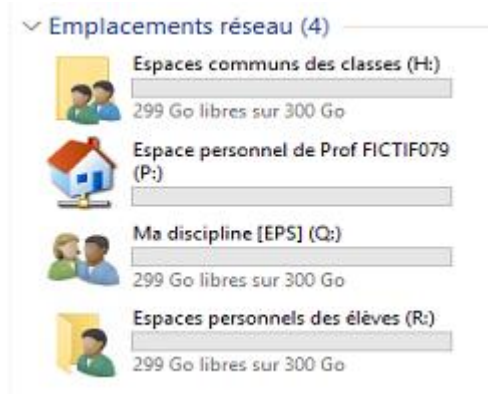 Emplacements réseau (4)
Espaces communs des classes (H:)
299 Go libres sur 300 Go
Espace personnel de Prof FICTIF079
(P:)
Ma discipline [EPS] (Q:)
299 Go libres sur 300 Go
Espaces personnels des élèves (R:)
299 Go libres sur 300 Go